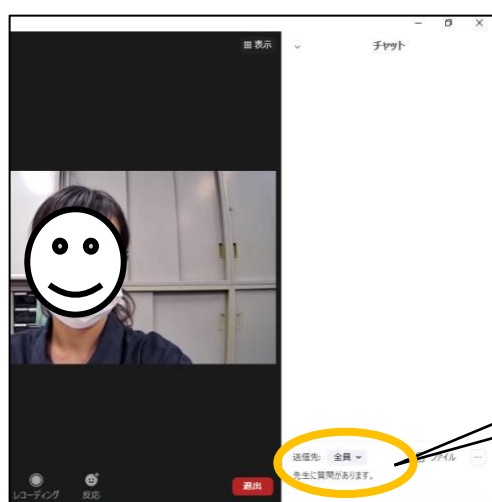 表示
チャット
送信先: 全員
ファイル
先生に質問があります。
レコーディング
反応
退出